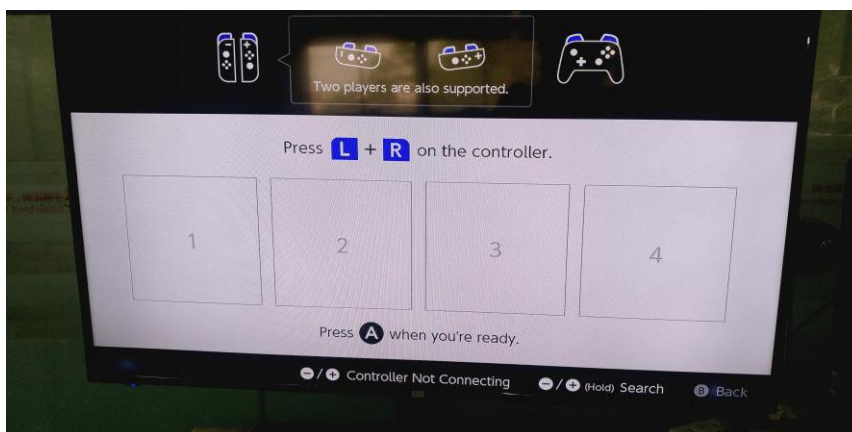 Two players are also supported.
Press L + R on the controller.
1
2
3
4
Press A when you're ready.
-/+ Controller Not Connecting
-/+ (Hold) Search
B Back